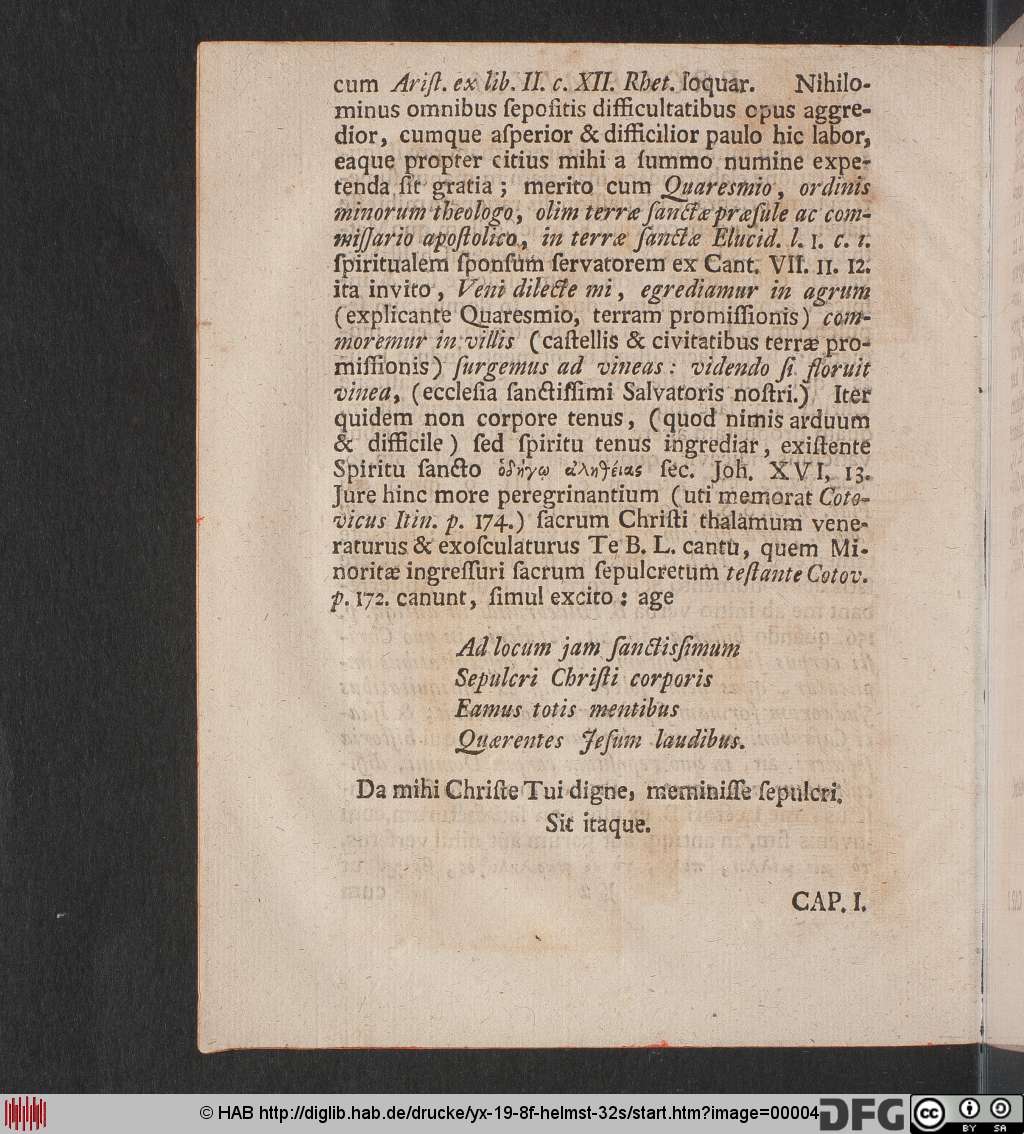 cum Ariſt. ex lib. II. c. XII. Rhet. loquar. Nihilo-
minus omnibus ſepoſitis difficultatibus opus aggre-
dior, cumque aſperior & difficilior paulo hic labor,
eaque propter citius mihi a ſummo numine expe-
tenda ſit gratia; merito cum Quaresmio, ordinis
minorum theologo, olim terræ ſanctæ præſule ac com-
miſſario apoſtolico, in terræ ſanctæ Elucid. l. 1. c. 1.
ſpiritualem ſponſum ſervatorem ex Cant. VII. 11. 12.
ita invito, Veni dilecte mi, egrediamur in agrum
(explicante Quaresmio, terram promiſſionis) com-
moremur in villis (caſtellis & civitatibus terræ pro-
miſſionis) ſurgemus ad vineas: videndo ſi floruit
vinea, (eccleſia ſanctiſſimi Salvatoris noſtri.) Iter
quidem non corpore tenus, (quod nimis arduum
& difficile) ſed ſpiritu tenus ingrediar, exiſtente
Spiritu ſancto ὁδήγῳ ἀληθείας ſec. Joh. XVI, 13.
Jure hinc more peregrinantium (uti memorat Coto-
vicus Itin. p. 174.) ſacrum Chriſti thalamum vene-
raturus & exoſculaturus Te B. L. cantu, quem Mi-
noritæ ingreſſuri ſacrum ſepulcretum teſtante Cotov.
p. 172. canunt, ſimul excito: age
Ad locum jam ſanctisſimum
Sepulcri Chriſti corporis
Eamus totis mentibus
Quærentes Jeſum laudibus.
Da mihi Chriſte Tui digne, meminiſſe ſepulcri.
Sit itaque.
CAP. I.
© HAB http://diglib.hab.de/drucke/yx-19-8f-helmst-32s/start.htm?image=00004
DFG
cc BY SA